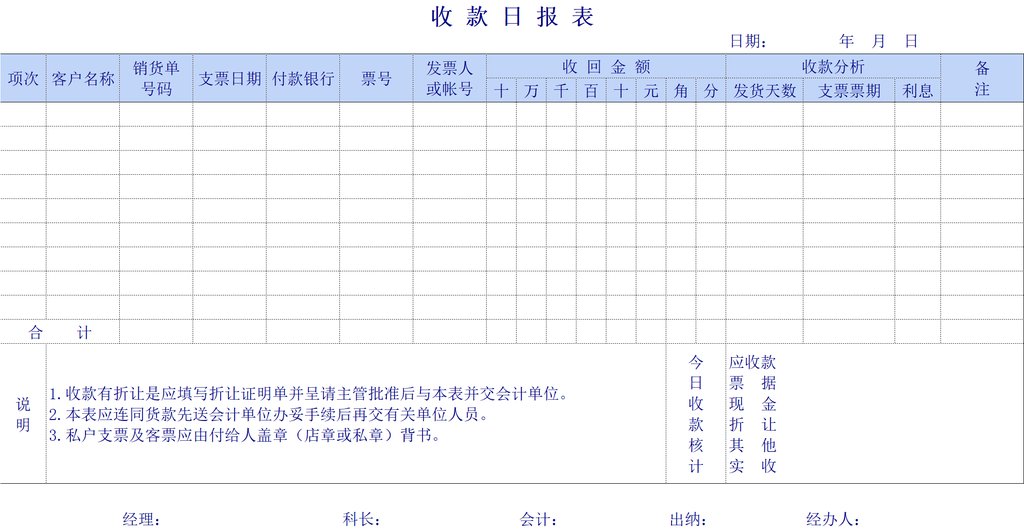 收 款 日 报 表
日期： 年 月 日
项次 客户名称 销货单号码 支票日期 付款银行 票号 发票人或帐号 收 回 金 额 收款分析 备注
十 万 千 百 十 元 角 分 发货天数 支票票期 利息
合 计
说明
1.收款有折让是应填写折让证明单并呈请主管批准后与本表并交会计单位。
2.本表应连同货款先送会计单位办妥手续后再交有关单位人员。
3.私户支票及客票应由付给人盖章（店章或私章）背书。
今日收款核计
应收款
票 据
现 金
折 让
其 他
实 收
经理： 科长： 会计： 出纳： 经办人：